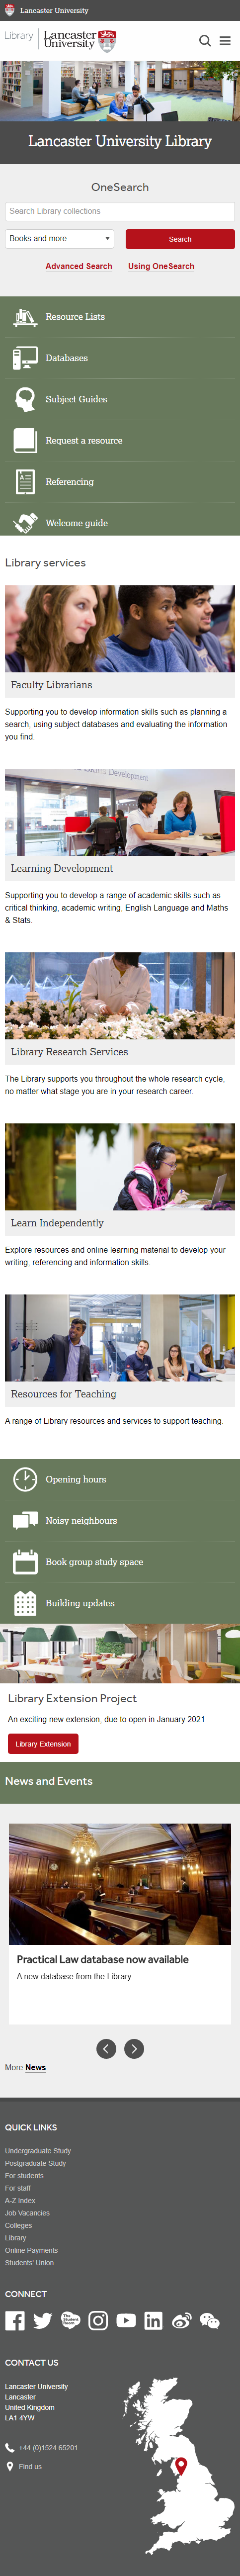 Lancaster University
Library
Lancaster
University
Lancaster University Library
OneSearch
Search Library collections
Books and more
Search
Advanced Search
Using OneSearch
Resource Lists
Databases
Subject Guides
Request a resource
Referencing
Welcome guide
Library services
Faculty Librarians
Supporting you to develop information skills such as planning a
search, using subject databases and evaluating the information
you find.
Learning Development
Supporting you to develop a range of academic skills such as
critical thinking, academic writing, English Language and Maths
& Stats.
Library Research Services
The Library supports you throughout the whole research cycle,
no matter what stage you are in your research career.
Learn Independently
Explore resources and online learning material to develop your
writing, referencing and information skills.
Resources for Teaching
A range of Library resources and services to support teaching.
Opening hours
Noisy neighbours
Book group study space
Building updates
Library Extension Project
An exciting new extension, due to open in January 2021
Library Extension
News and Events
Practical Law database now available
A new database from the Library
More News
QUICK LINKS
Undergraduate Study
Postgraduate Study
For students
For staff
A-Z Index
Job Vacancies
Colleges
Library
Online Payments
Students' Union
CONNECT
The
Student
Room
CONTACT US
Lancaster University
Lancaster
United Kingdom
LA1 4YW
+44 (0)1524 65201
Find us